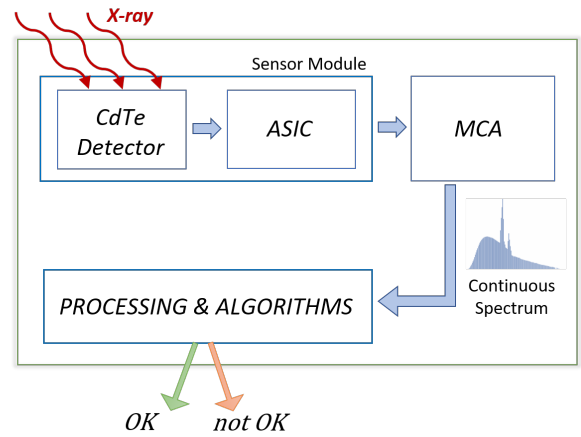 X-ray
Sensor Module
CdTe
Detector
ASIC
MCA
Continuous
Spectrum
PROCESSING & ALGORITHMS
OK
not OK